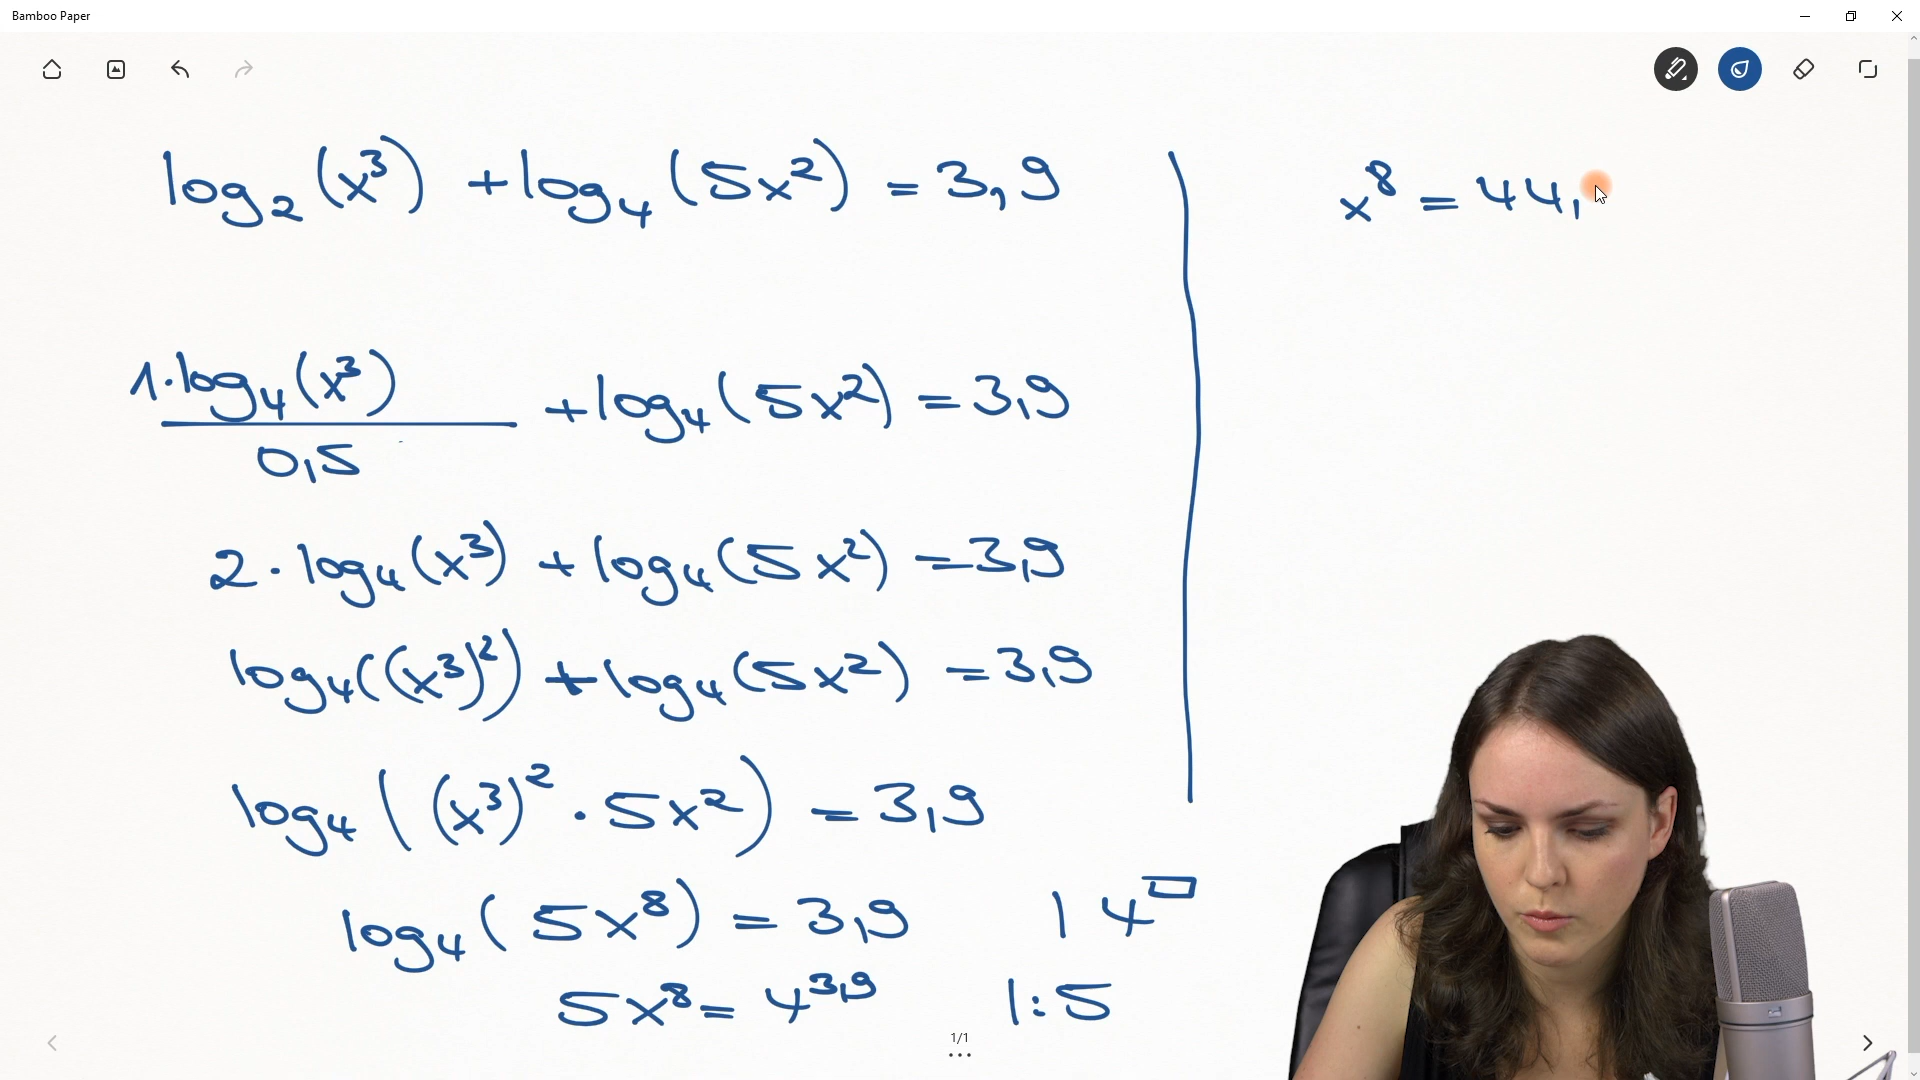 Bamboo Paper
log₂(x³) + log₄(5x²) = 3,9
1·log₄(x³) / 0,5 + log₄(5x²) = 3,9
2·log₄(x³) + log₄(5x²) = 3,9
log₄((x³)²) + log₄(5x²) = 3,9
log₄((x³)²·5x²) = 3,9
log₄(5x⁸) = 3,9 | 4^□
5x⁸ = 4^3,9 | :5
1/1
x⁸ = 44,